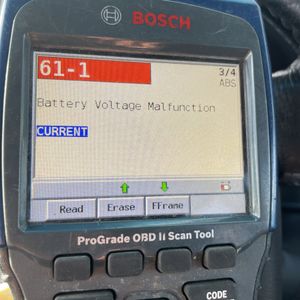 BOSCH
61-1
3/4
ABS
Battery Voltage Malfunction
CURRENT
Read Erase FFrame
ProGrade OBD II Scan Tool
CODE